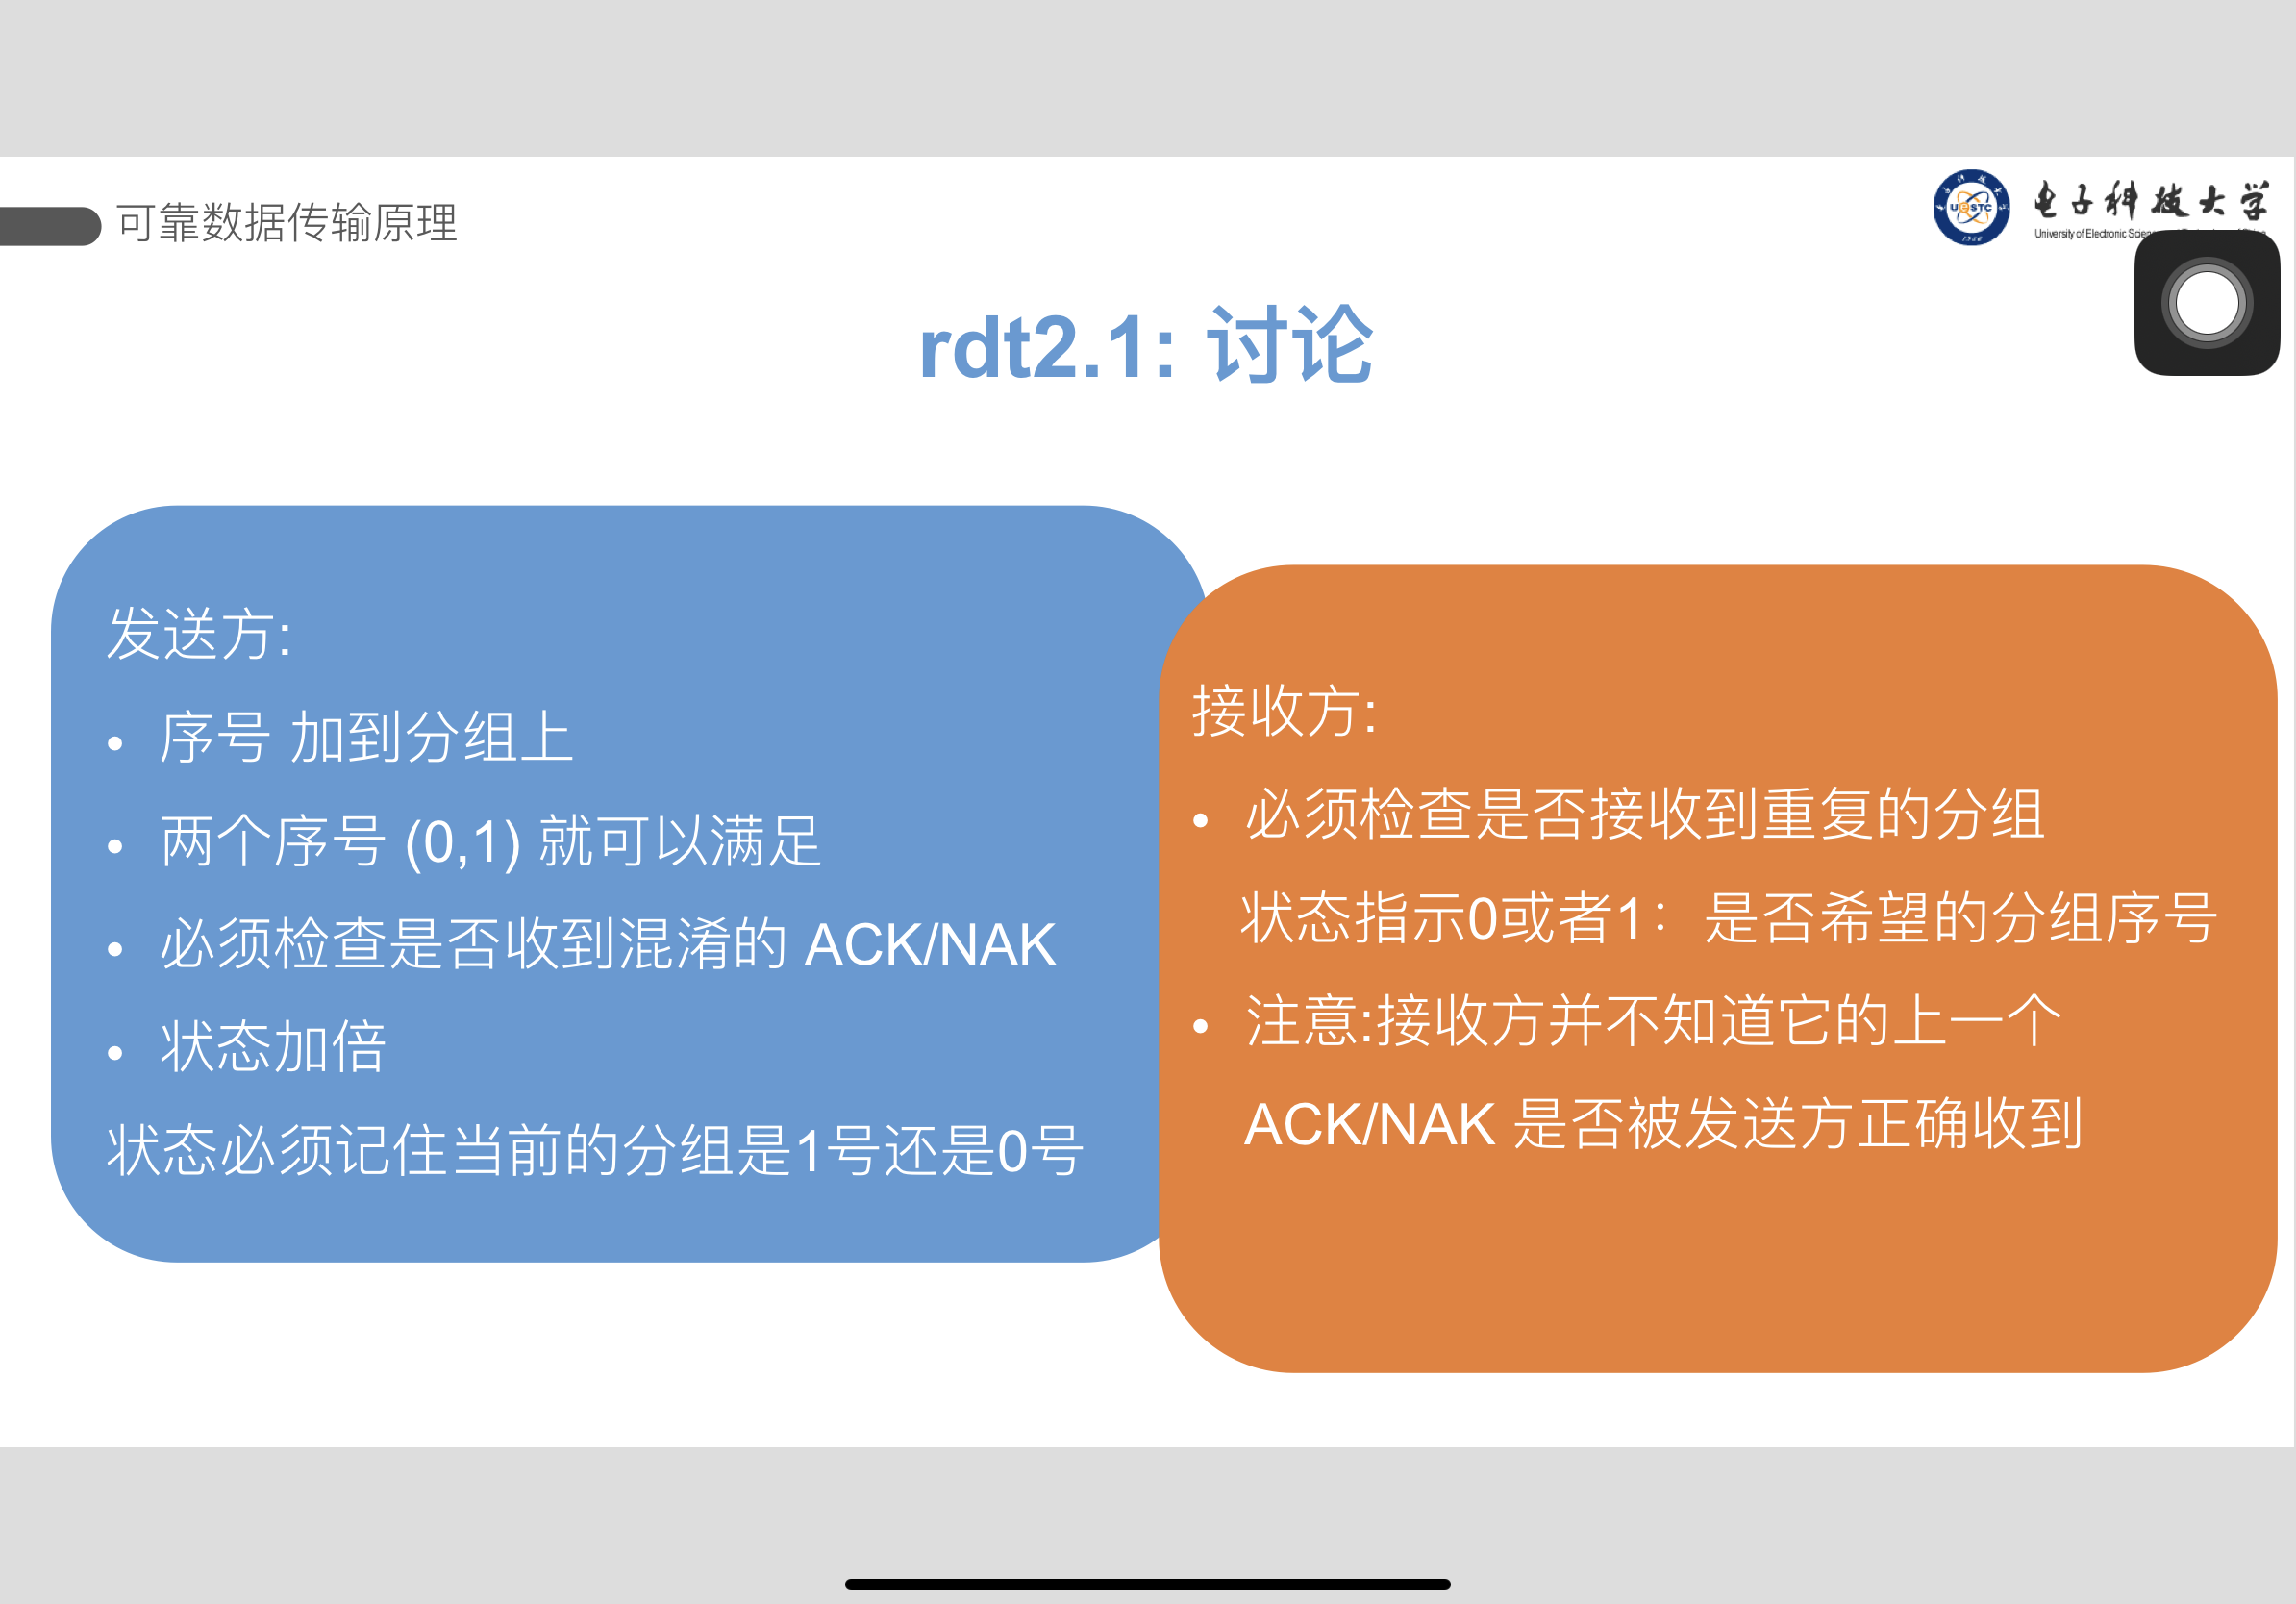 可靠数据传输原理
电子科技大学
rdt2.1: 讨论
发送方:
• 序号 加到分组上
• 两个序号 (0,1) 就可以满足
• 必须检查是否收到混淆的 ACK/NAK
• 状态加倍
状态必须记住当前的分组是1号还是0号
接收方:
• 必须检查是否接收到重复的分组
状态指示0或者1：是否希望的分组序号
• 注意:接收方并不知道它的上一个
ACK/NAK 是否被发送方正确收到